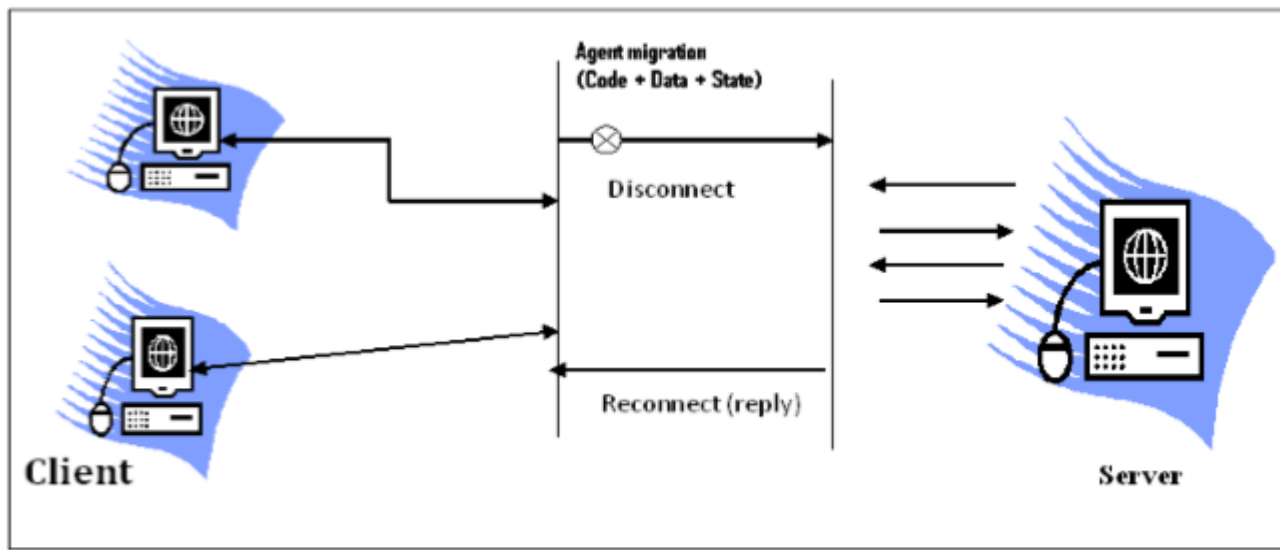 Agent migration
(Code + Data + State)
Disconnect
Reconnect (reply)
Client
Server